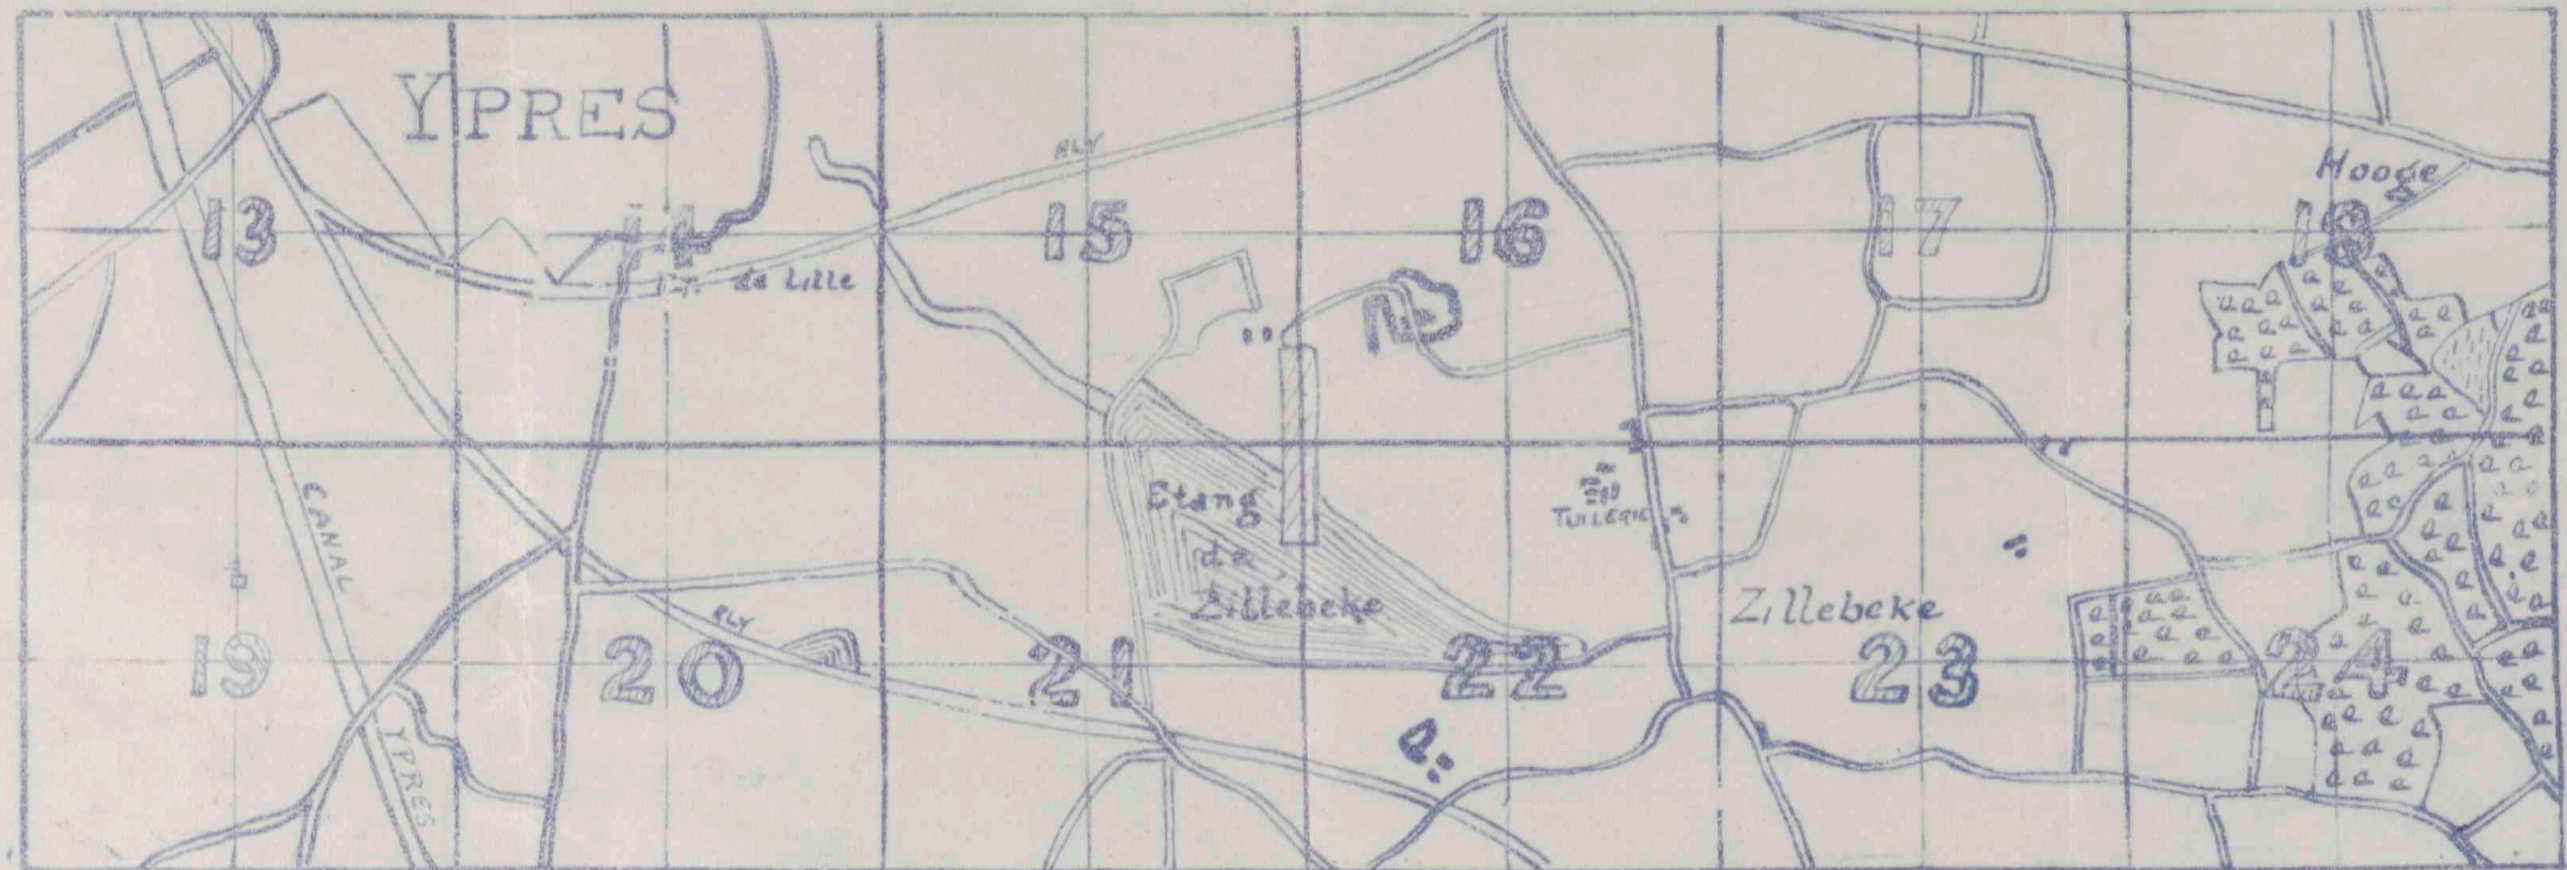 YPRES
RLY
Hooge
13
14
15
16
17
18
de Lille
CANAL
Etang
de
Zillebeke
TUILERIE
Zillebeke
RLY
19
20
21
22
23
24
YPRES